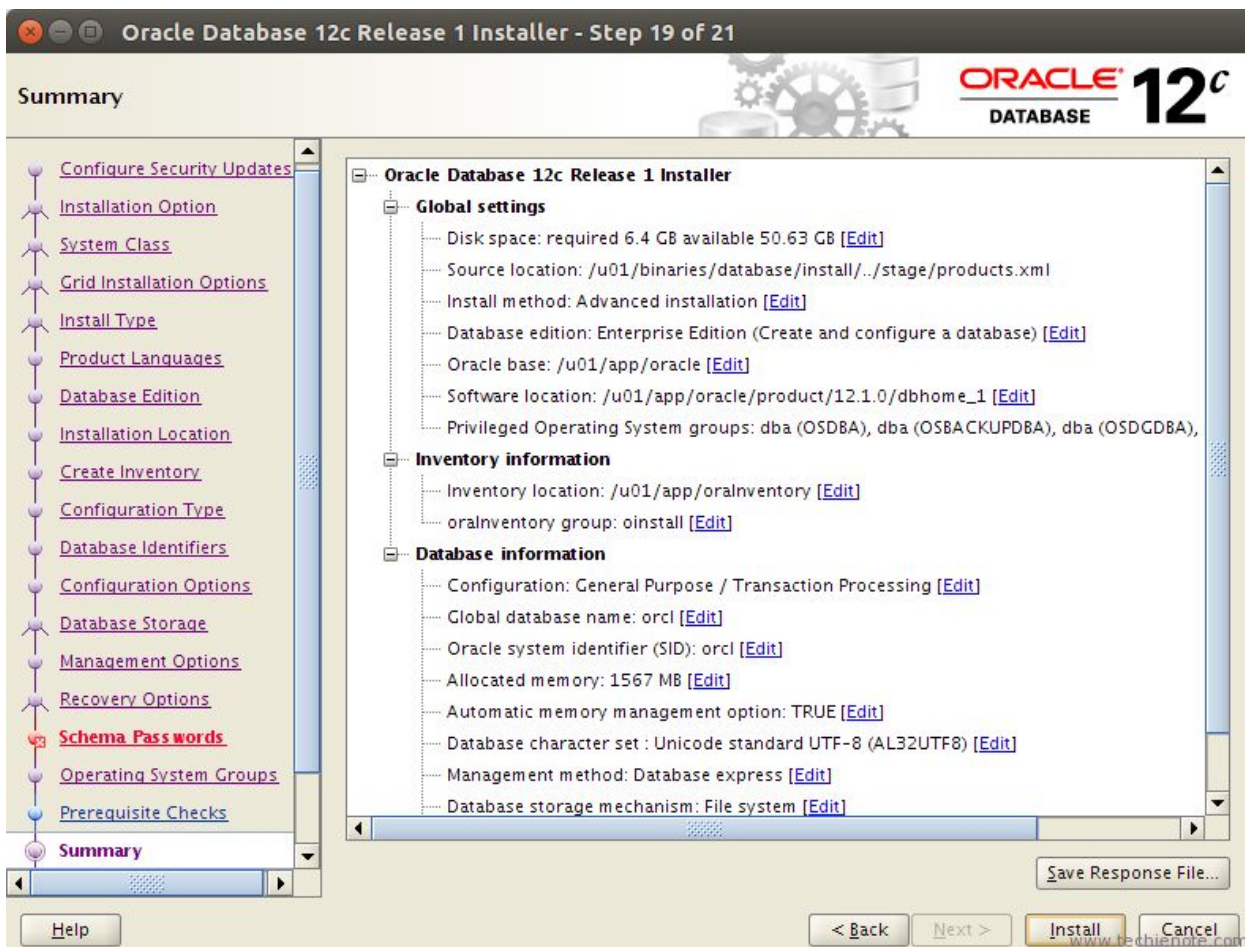 Oracle Database 12c Release 1 Installer - Step 19 of 21
Summary
ORACLE
DATABASE
12c
Configure Security Updates
Installation Option
System Class
Grid Installation Options
Install Type
Product Languages
Database Edition
Installation Location
Create Inventory
Configuration Type
Database Identifiers
Configuration Options
Database Storage
Management Options
Recovery Options
Schema Passwords
Operating System Groups
Prerequisite Checks
Summary
Oracle Database 12c Release 1 Installer
Global settings
Disk space: required 6.4 GB available 50.63 GB [Edit]
Source location: /u01/binaries/database/install/../stage/products.xml
Install method: Advanced installation [Edit]
Database edition: Enterprise Edition (Create and configure a database) [Edit]
Oracle base: /u01/app/oracle [Edit]
Software location: /u01/app/oracle/product/12.1.0/dbhome_1 [Edit]
Privileged Operating System groups: dba (OSDBA), dba (OSBACKUPDBA), dba (OSDGDBA),
Inventory information
Inventory location: /u01/app/oraInventory [Edit]
oraInventory group: oinstall [Edit]
Database information
Configuration: General Purpose / Transaction Processing [Edit]
Global database name: orcl [Edit]
Oracle system identifier (SID): orcl [Edit]
Allocated memory: 1567 MB [Edit]
Automatic memory management option: TRUE [Edit]
Database character set : Unicode standard UTF-8 (AL32UTF8) [Edit]
Management method: Database express [Edit]
Database storage mechanism: File system [Edit]
Save Response File...
Help
< Back
Next >
Install
Cancel
www.techienote.com